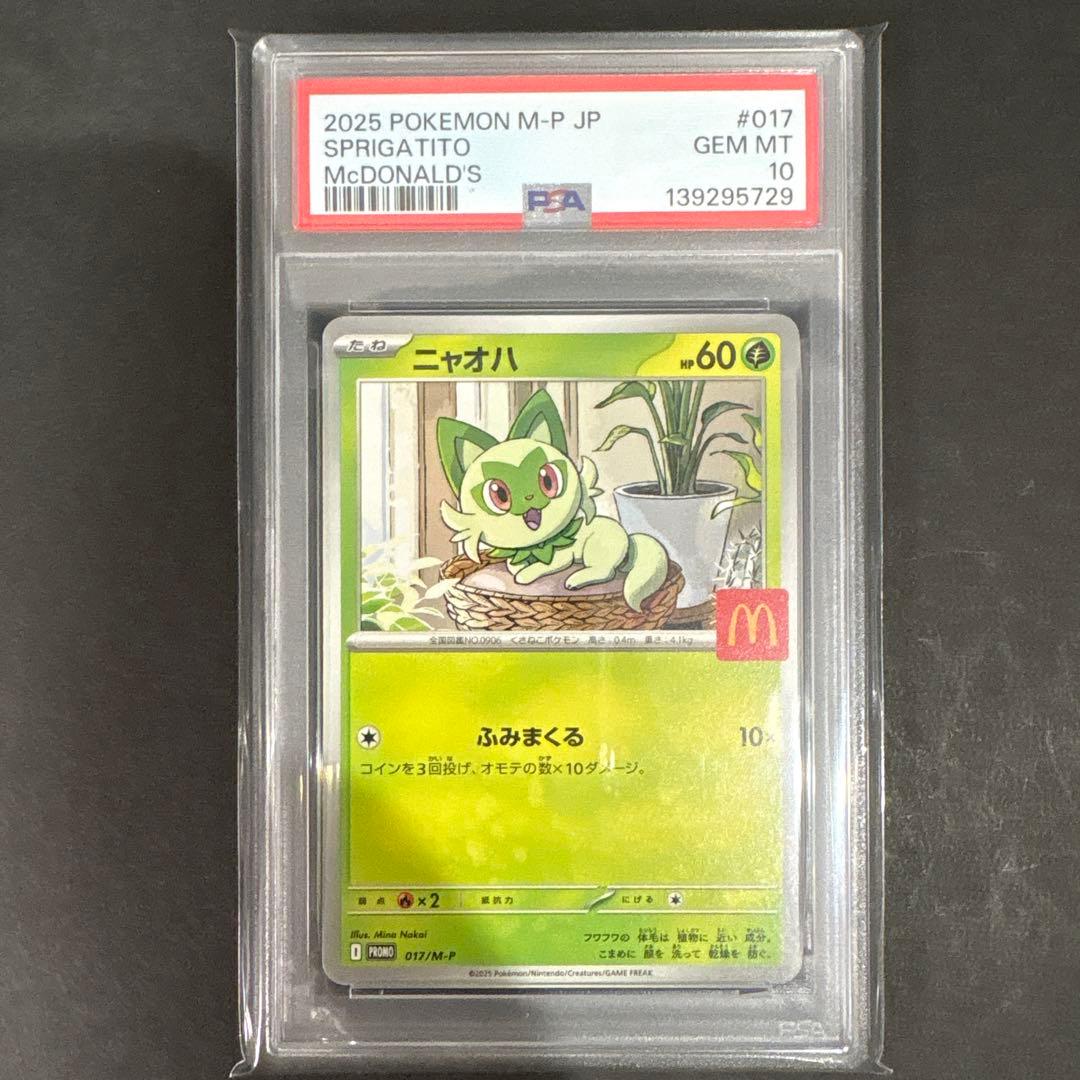 2025 POKEMON M-P JP #017
SPRIGATITO GEM MT
McDONALD'S 10
PSA 139295729
たね ニャオハ HP60
M
全国図鑑NO.0906 くさねこポケモン 高さ:0.4m 重さ:4.1kg
ふみまくる 10×
コインを3回投げ、オモテの数×10ダメージ。
弱点 ×2 抵抗力 にげる
Illus. Mina Nakai
フワフワの 体毛は 植物に 近い 成分。
I PROMO 017/M-P
こまめに 顔を 洗って 乾燥を 防ぐ。
©2025 Pokémon/Nintendo/Creatures/GAME FREAK
PSA